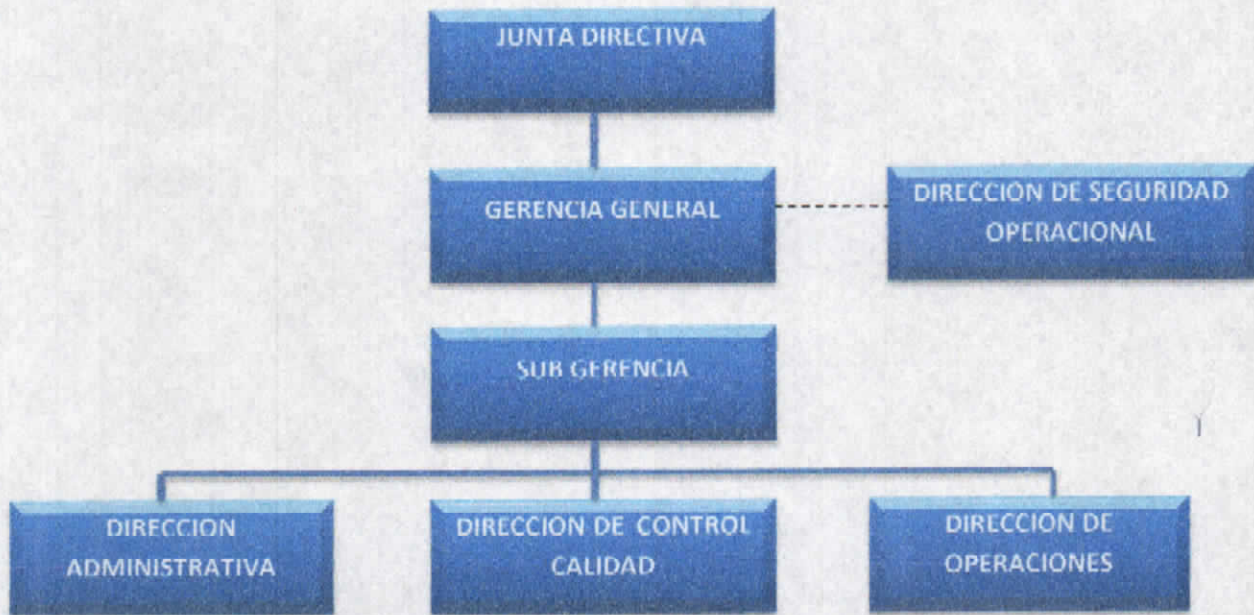 JUNTA DIRECTIVA
GERENCIA GENERAL
DIRECCION DE SEGURIDAD
OPERACIONAL
SUB GERENCIA
DIRECCION
ADMINISTRATIVA
DIRECCION DE CONTROL
CALIDAD
DIRECCION DE
OPERACIONES